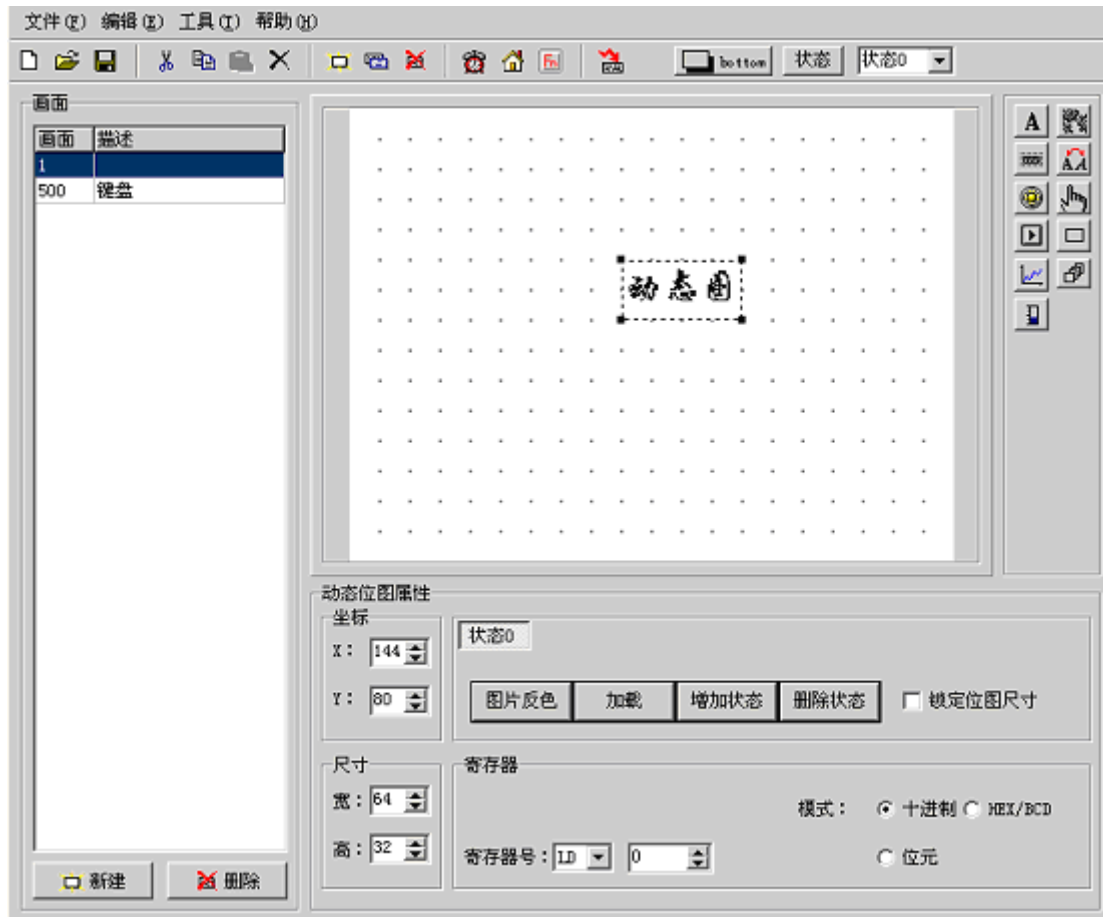 文件(F) 编辑(E) 工具(T) 帮助(H)
Fn bottom 状态 状态0
画面
画面 描述
1
500 键盘
A
AA
动态图
动态位图属性
坐标
X： 144
Y： 80
状态0
图片反色 加载 增加状态 删除状态 锁定位图尺寸
尺寸
宽：64
高：32
寄存器
模式： 十进制 HEX/BCD
寄存器号：LD 0 位元
新建 删除